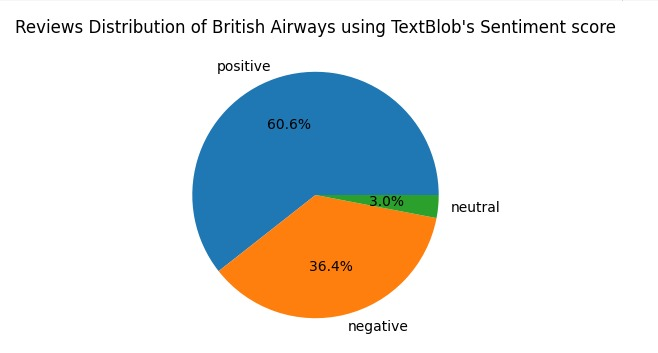 Reviews Distribution of British Airways using TextBlob's Sentiment score
positive
60.6%
3.0%
neutral
36.4%
negative